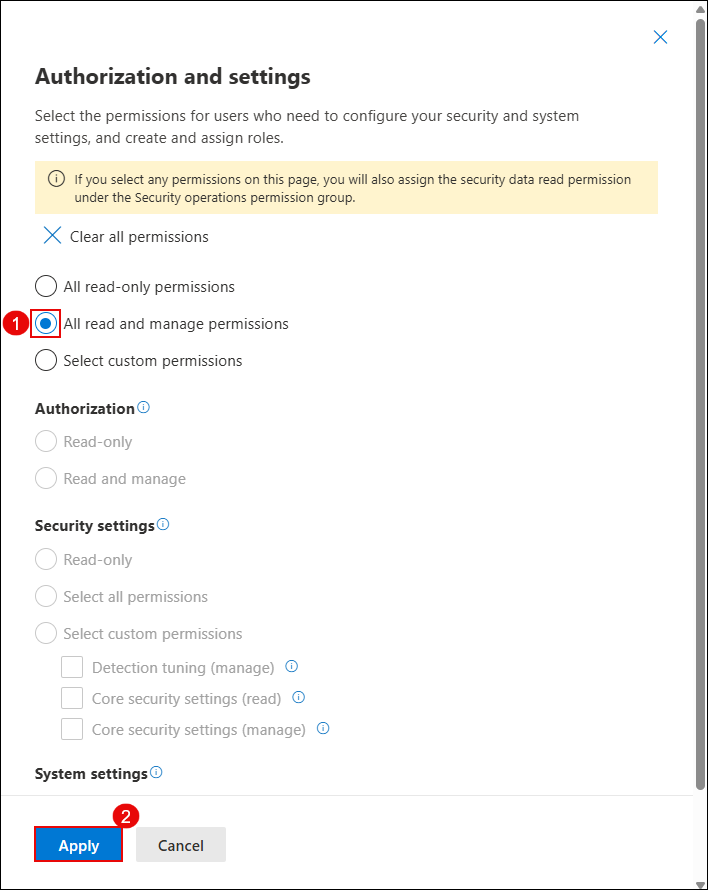 Authorization and settings
Select the permissions for users who need to configure your security and system
settings, and create and assign roles.
If you select any permissions on this page, you will also assign the security data read permission
under the Security operations permission group.
Clear all permissions
All read-only permissions
1 All read and manage permissions
Select custom permissions
Authorization
Read-only
Read and manage
Security settings
Read-only
Select all permissions
Select custom permissions
Detection tuning (manage)
Core security settings (read)
Core security settings (manage)
System settings
2
Apply Cancel